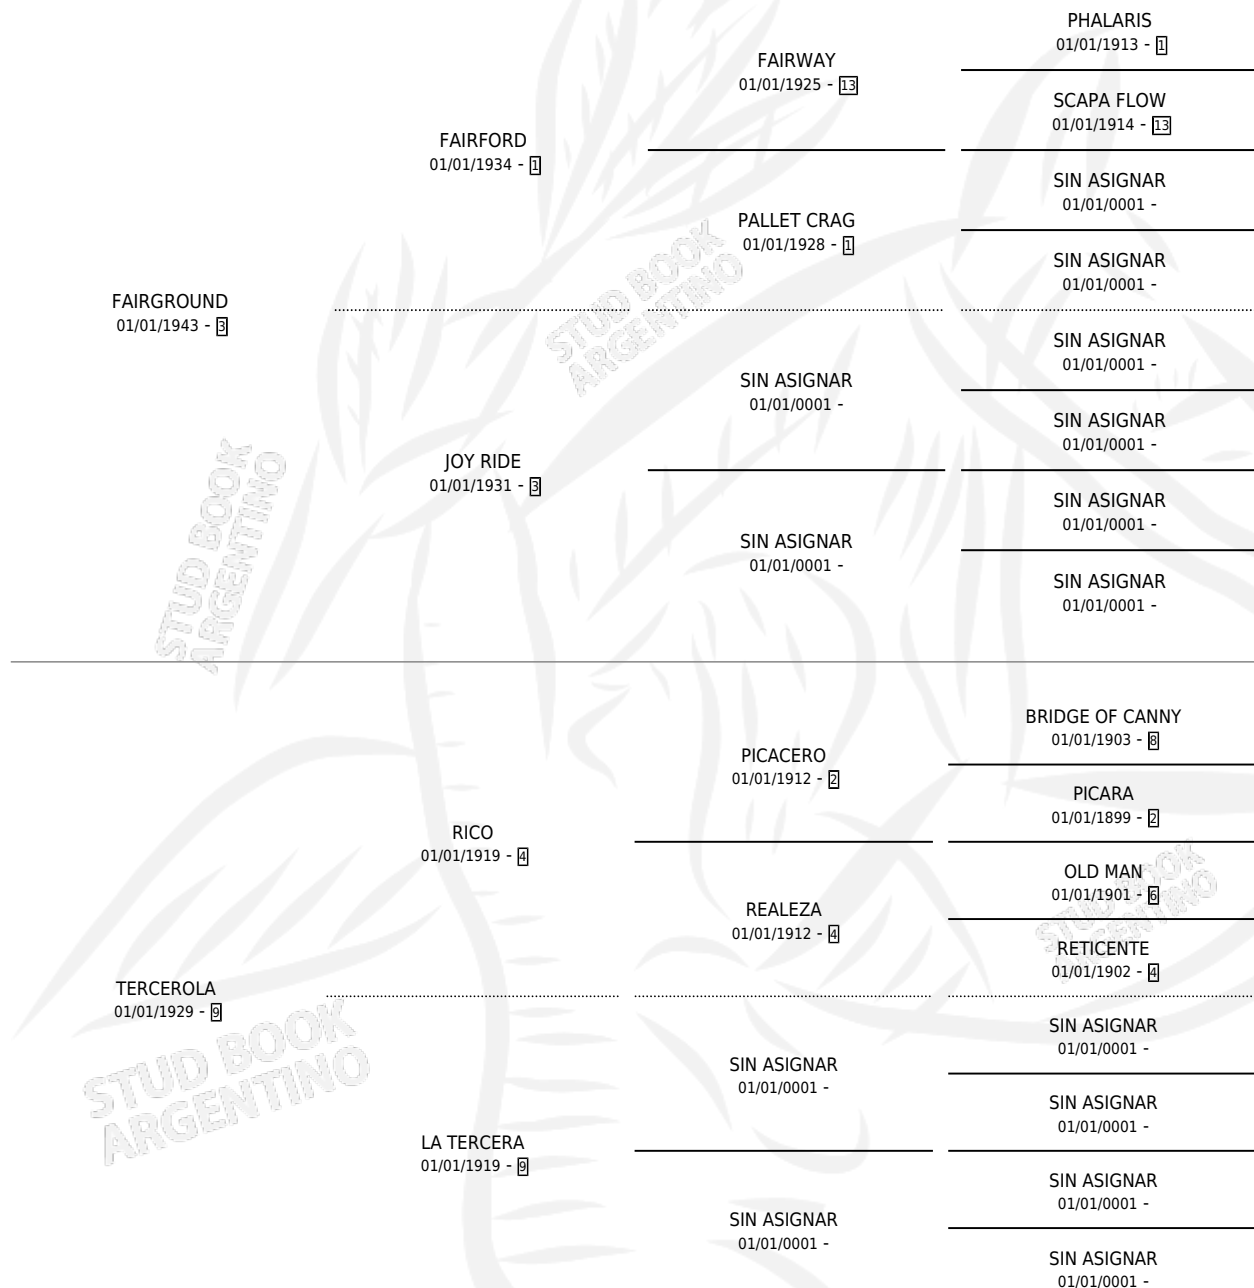 PHALARIS
01/01/1913 - 1
FAIRWAY
01/01/1925 - 13
SCAPA FLOW
01/01/1914 - 13
FAIRFORD
01/01/1934 - 1
SIN ASIGNAR
01/01/0001 -
PALLET CRAG
01/01/1928 - 1
SIN ASIGNAR
01/01/0001 -
FAIRGROUND
01/01/1943 - 3
SIN ASIGNAR
01/01/0001 -
SIN ASIGNAR
01/01/0001 -
SIN ASIGNAR
01/01/0001 -
JOY RIDE
01/01/1931 - 3
SIN ASIGNAR
01/01/0001 -
SIN ASIGNAR
01/01/0001 -
SIN ASIGNAR
01/01/0001 -
STUD BOOK
ARGENTINO
STUD BOOK
ARGENTINO
BRIDGE OF CANNY
01/01/1903 - 8
PICACERO
01/01/1912 - 2
PICARA
01/01/1899 - 2
RICO
01/01/1919 - 4
OLD MAN
01/01/1901 - 6
REALEZA
01/01/1912 - 4
RETICENTE
01/01/1902 - 4
TERCEROLA
01/01/1929 - 9
SIN ASIGNAR
01/01/0001 -
SIN ASIGNAR
01/01/0001 -
SIN ASIGNAR
01/01/0001 -
LA TERCERA
01/01/1919 - 9
SIN ASIGNAR
01/01/0001 -
SIN ASIGNAR
01/01/0001 -
SIN ASIGNAR
01/01/0001 -
STUD BOOK
ARGENTINO
STUD BOOK
ARGENTINO